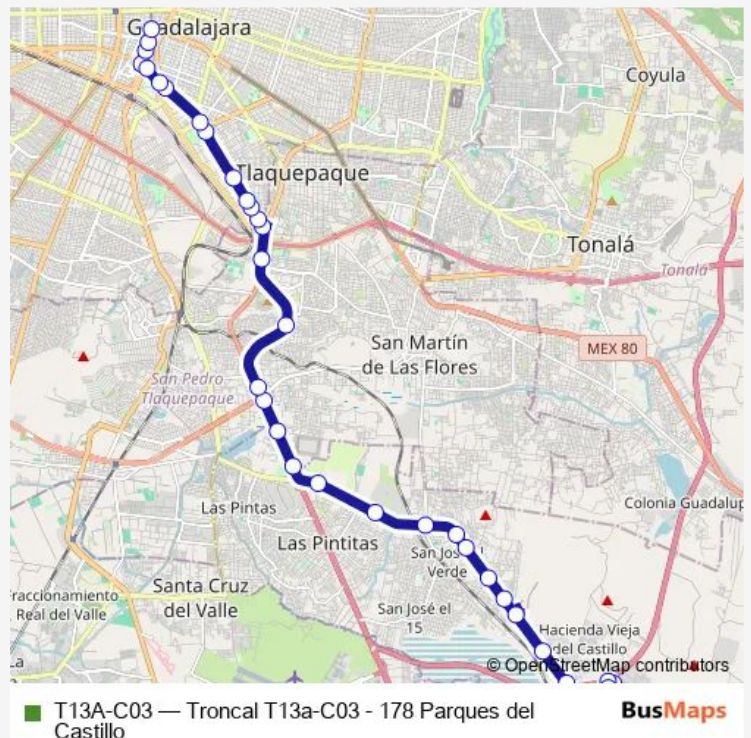 Guadalajara
Coyula
Tlaquepaque
Tonalá
Tonalá
San Martín
de Las Flores
MEX 80
San Pedro
Tlaquepaque
Las Pintas
Colonia Guadalup
Las Pintitas
San José
Verde
raccionamiento
Real del Valle
Santa Cruz
del Valle
San José el
15
Hacienda Vieja
del Castillo
La
© OpenStreetMap contributors
T13A-C03 — Troncal T13a-C03 - 178 Parques del
Castillo
BusMaps